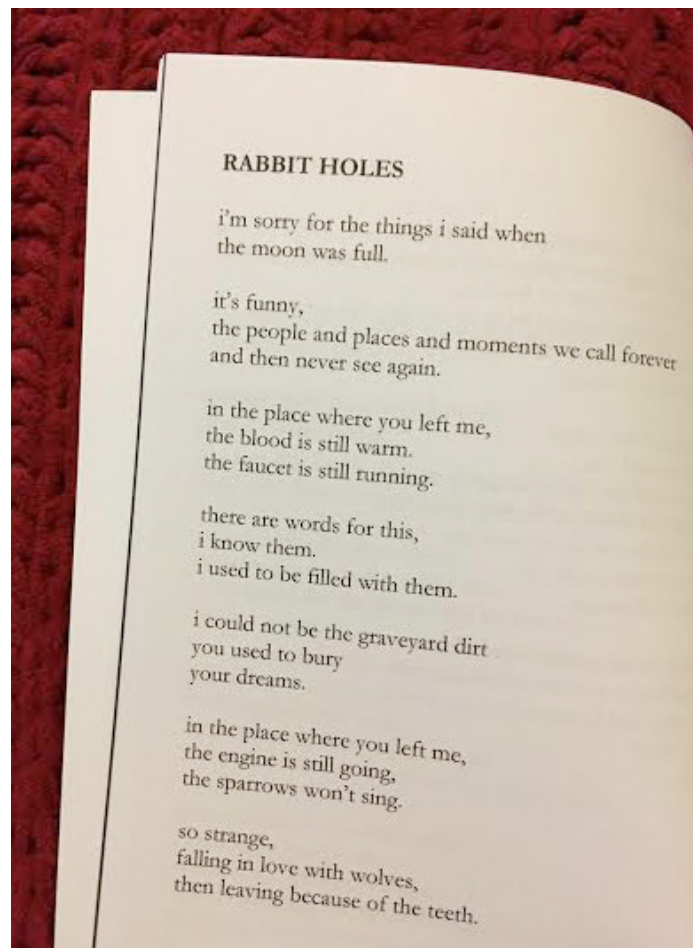 RABBIT HOLES
i'm sorry for the things i said when
the moon was full.
it's funny,
the people and places and moments we call forever
and then never see again.
in the place where you left me,
the blood is still warm.
the faucet is still running.
there are words for this,
i know them.
i used to be filled with them.
i could not be the graveyard dirt
you used to bury
your dreams.
in the place where you left me,
the engine is still going,
the sparrows won't sing.
so strange,
falling in love with wolves,
then leaving because of the teeth.